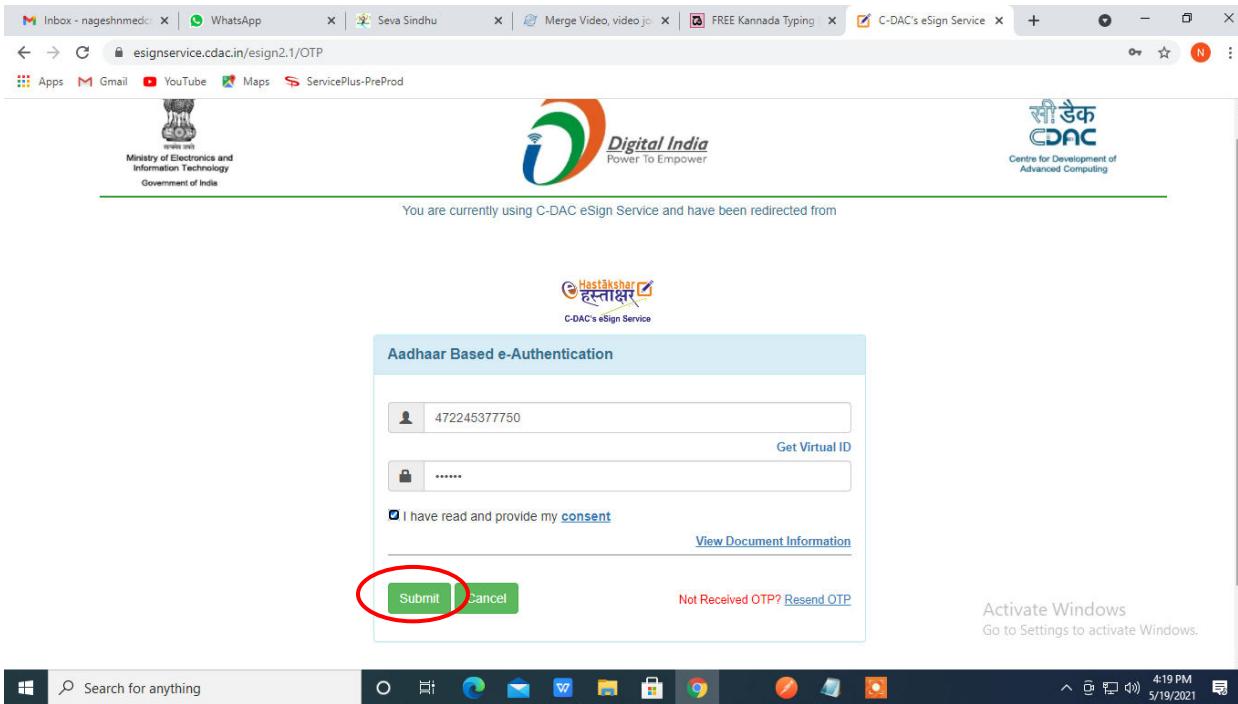 Inbox - nageshnmedc
WhatsApp
Seva Sindhu
Merge Video, video jo
FREE Kannada Typing
C-DAC's eSign Service
esignservice.cdac.in/esign2.1/OTP
N
Apps
Gmail
YouTube
Maps
ServicePlus-PreProd
Ministry of Electronics and
Information Technology
Government of India
Digital India
Power To Empower
सी डैक
CDAC
Centre for Development of
Advanced Computing
You are currently using C-DAC eSign Service and have been redirected from
e Hastākshar
हस्ताक्षर
C-DAC's eSign Service
Aadhaar Based e-Authentication
472245377750
Get Virtual ID
••••••
I have read and provide my consent
View Document Information
Submit
Cancel
Not Received OTP? Resend OTP
Activate Windows
Go to Settings to activate Windows.
Search for anything
4:19 PM
5/19/2021